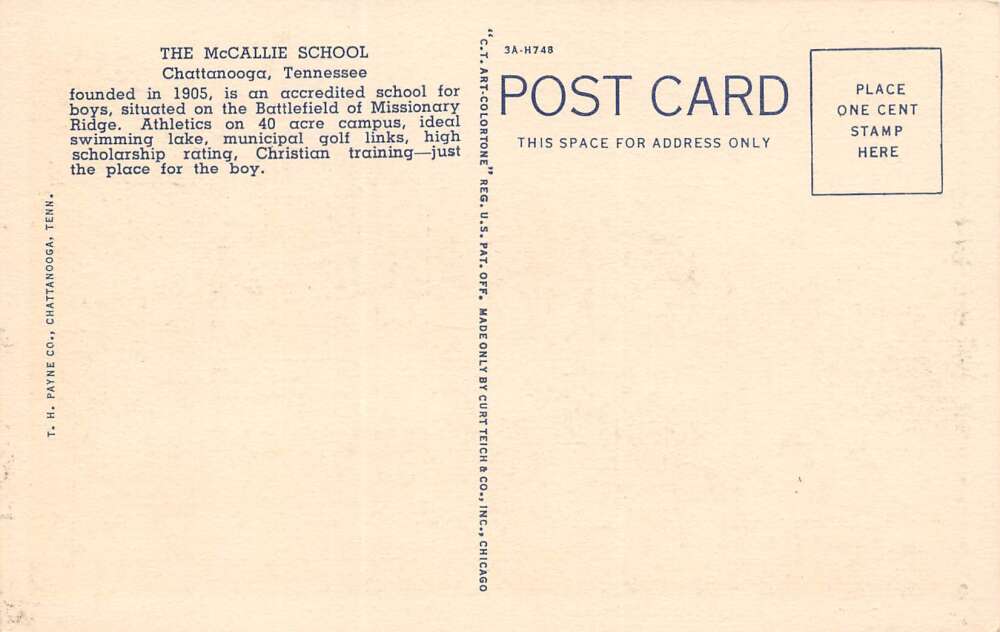 THE McCALLIE SCHOOL
Chattanooga, Tennessee
founded in 1905, is an accredited school for
boys, situated on the Battlefield of Missionary
Ridge. Athletics on 40 acre campus, ideal
swimming lake, municipal golf links, high
scholarship rating, Christian training—just
the place for the boy.
T. H. PAYNE CO., CHATTANOOGA, TENN.
"C.T. ART-COLORTONE" REG. U.S. PAT. OFF. MADE ONLY BY CURT TEICH & CO., INC., CHICAGO
3A-H748
POST CARD
THIS SPACE FOR ADDRESS ONLY
PLACE
ONE CENT
STAMP
HERE